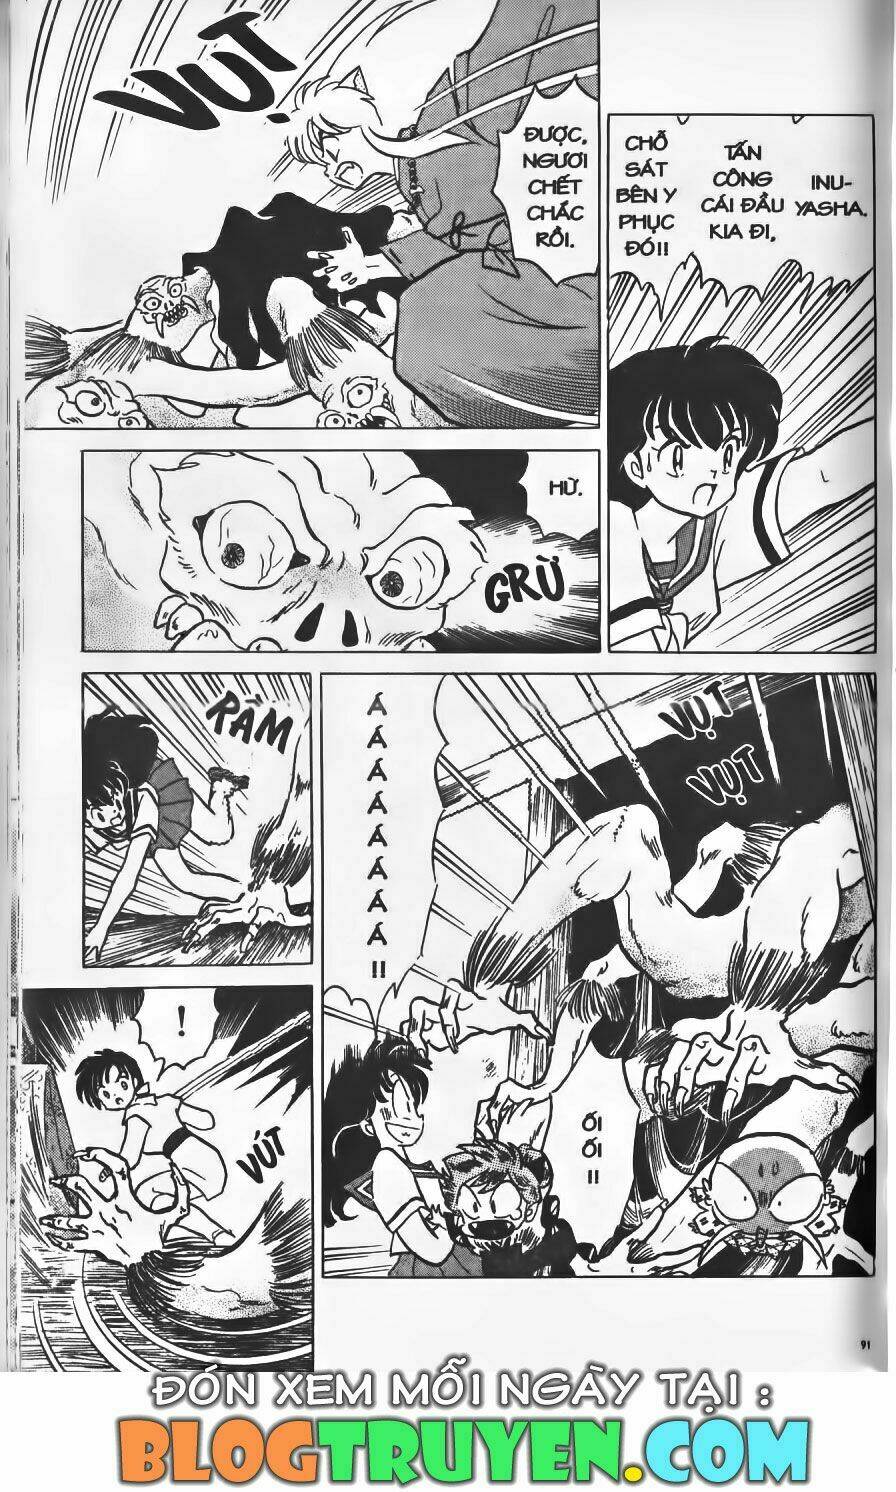 INU-
YASHA.
TẤN
CÔNG
CÁI ĐẦU
KIA ĐI,
CHỖ
SÁT
BÊN Y
PHỤC
ĐÓ!!
ĐƯỢC,
NGƯƠI
CHẾT
CHẮC
RỒI.
VỤT
HỪ.
GRỪ
VỤT
VỤT
Á
Á
Á
Á
Á
Á
Á
Á
Á
!!
ỐI
ỐI
!!
RẦM
!
VÚT
91
ĐÓN XEM MỖI NGÀY TẠI :
BLOGTRUYEN.COM